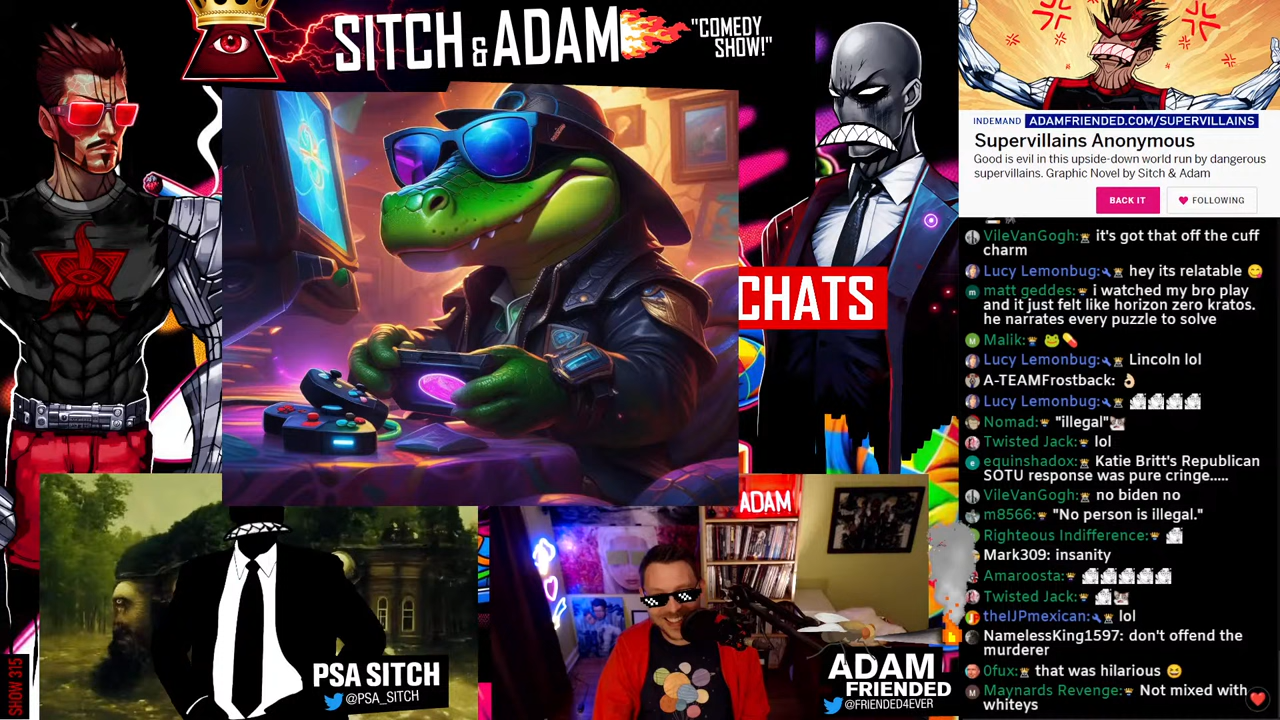 SITCH & ADAM
"COMEDY
SHOW!"
INDEMAND ADAMFRIENDED.COM/SUPERVILLAINS
Supervillains Anonymous
Good is evil in this upside-down world run by dangerous
supervillains. Graphic Novel by Sitch & Adam
BACK IT
FOLLOWING
CHATS
VileVanGogh: it's got that off the cuff
charm
Lucy Lemonbug: hey its relatable
matt geddes: i watched my bro play
and it just felt like horizon zero kratos.
he narrates every puzzle to solve
Malik:
Lucy Lemonbug: Lincoln lol
A-TEAMFrostback:
Lucy Lemonbug:
Nomad: "illegal"
Twisted Jack: lol
equinshadox: Katie Britt's Republican
SOTU response was pure cringe.....
VileVanGogh: no biden no
m8566: "No person is illegal."
Righteous Indifference:
Mark309: insanity
Amaroosta:
Twisted Jack:
theIJPmexican: lol
NamelessKing1597: don't offend the
murderer
0fux: that was hilarious
Maynards Revenge: Not mixed with
whiteys
ADAM
PSA SITCH
@PSA_SITCH
ADAM
FRIENDED
@FRIENDED4EVER
SHOW 315